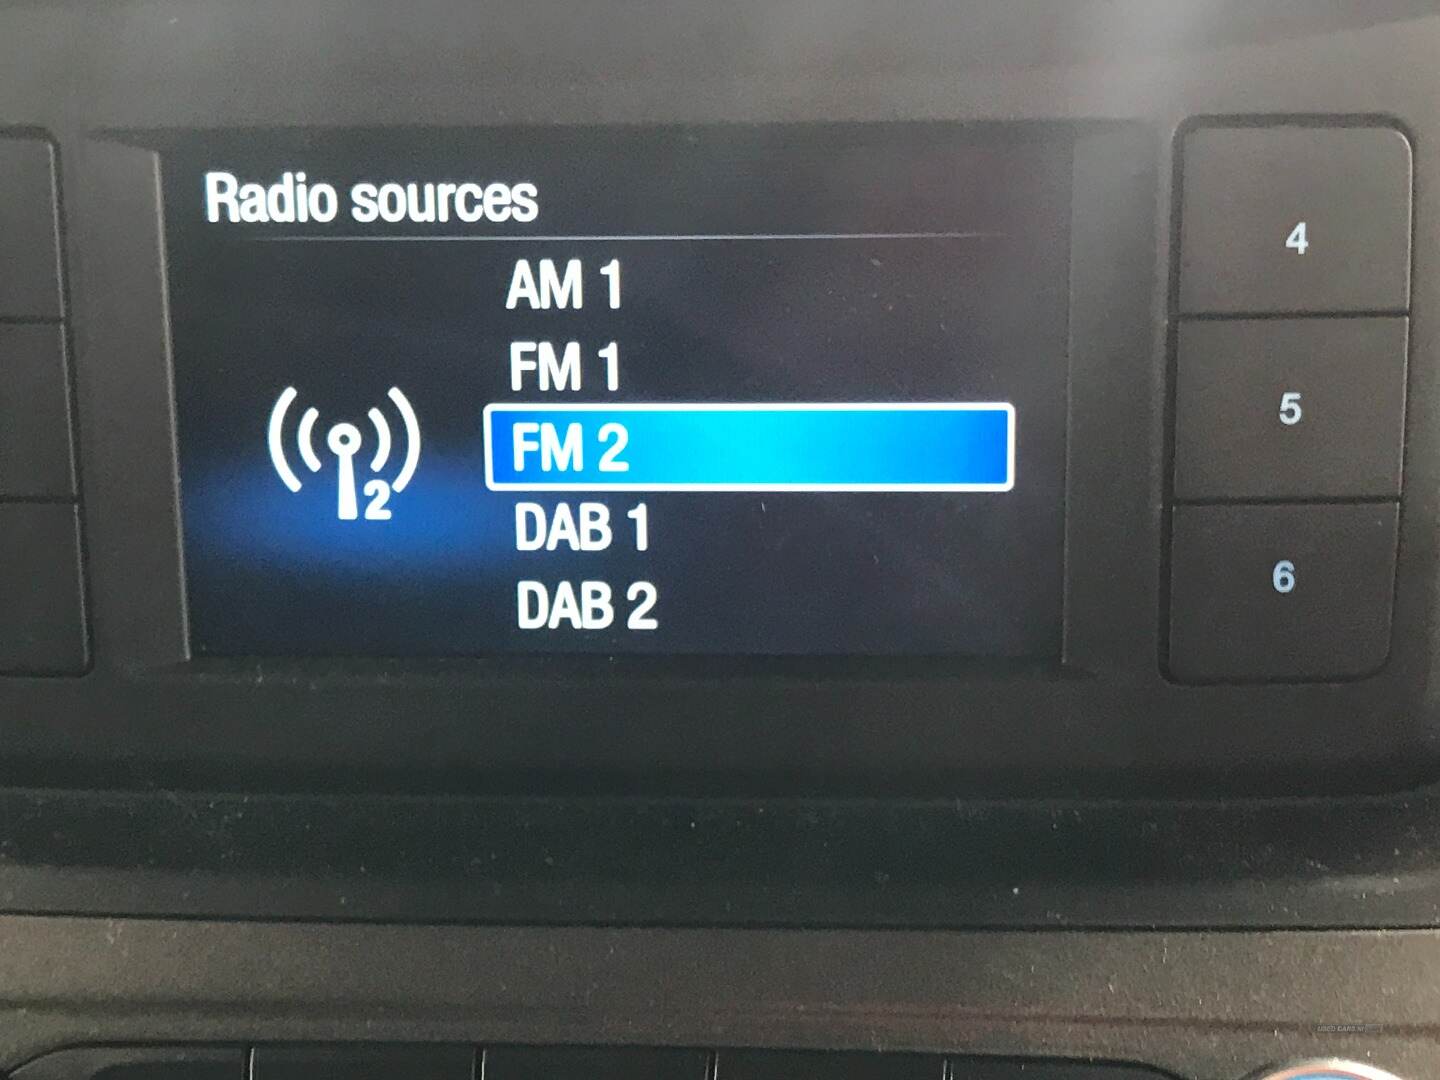 Radio sources
AM 1
FM 1
FM 2
2
DAB 1
DAB 2
4
5
6